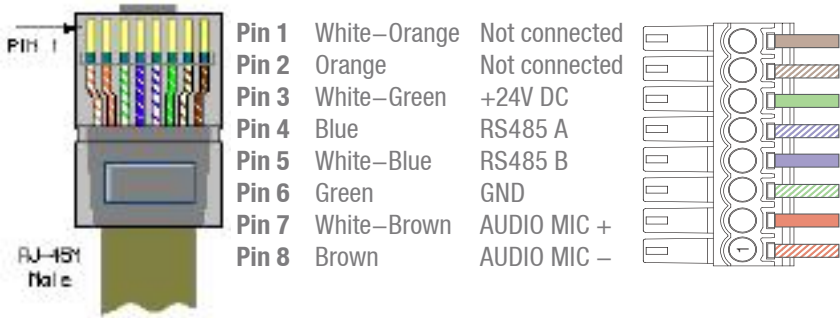 PIN 1
Pin 1 White–Orange Not connected
Pin 2 Orange Not connected
Pin 3 White–Green +24V DC
Pin 4 Blue RS485 A
Pin 5 White–Blue RS485 B
Pin 6 Green GND
Pin 7 White–Brown AUDIO MIC +
Pin 8 Brown AUDIO MIC –
RJ-45M
Male
1